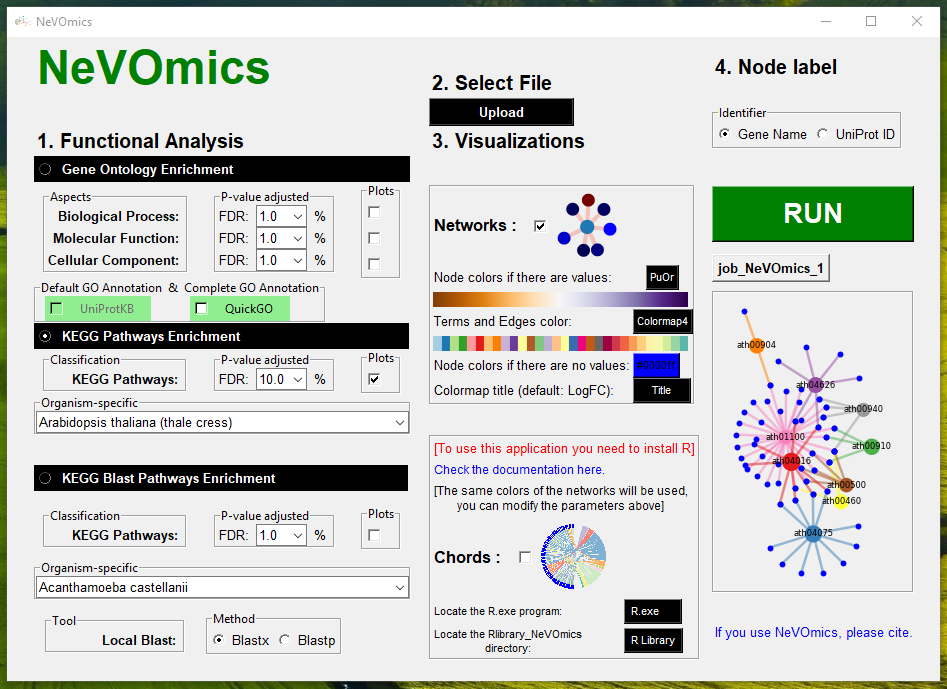 NeVOmics
NeVOmics
1. Functional Analysis
Gene Ontology Enrichment
Aspects
P-value adjusted
Plots
Biological Process:
FDR: 1.0 %
Molecular Function:
FDR: 1.0 %
Cellular Component:
FDR: 1.0 %
Default GO Annotation & Complete GO Annotation
UniProtKB
QuickGO
KEGG Pathways Enrichment
Classification
P-value adjusted
Plots
KEGG Pathways:
FDR: 10.0 %
Organism-specific
Arabidopsis thaliana (thale cress)
KEGG Blast Pathways Enrichment
Classification
P-value adjusted
Plots
KEGG Pathways:
FDR: 1.0 %
Organism-specific
Acanthamoeba castellanii
Tool
Local Blast:
Method
Blastx
Blastp
2. Select File
Upload
3. Visualizations
Networks :
Node colors if there are values:
PuOr
Terms and Edges color:
Colormap4
Node colors if there are no values:
Colormap title (default: LogFC):
Title
[To use this application you need to install R]
Check the documentation here.
[The same colors of the networks will be used,
you can modify the parameters above]
Chords :
Locate the R.exe program:
R.exe
Locate the Rlibrary_NeVOmics
directory:
R Library
4. Node label
Identifier
Gene Name
UniProt ID
RUN
job_NeVOmics_1
ath00904
ath04626
ath00940
ath01100
ath00910
ath04016
ath00500
ath00460
ath04075
If you use NeVOmics, please cite.